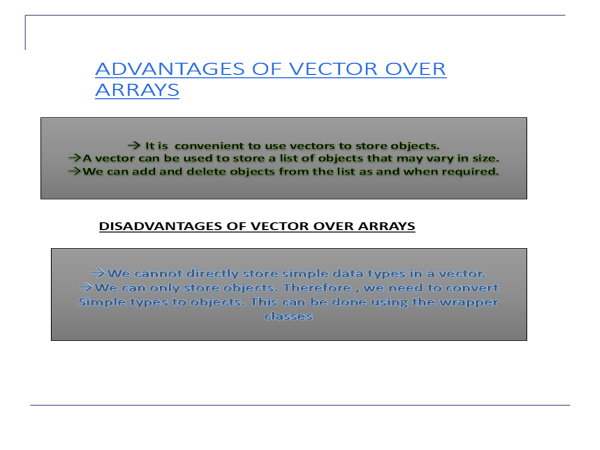 ADVANTAGES OF VECTOR OVER
ARRAYS
→ It is convenient to use vectors to store objects.
→A vector can be used to store a list of objects that may vary in size.
→We can add and delete objects from the list as and when required.
DISADVANTAGES OF VECTOR OVER ARRAYS
→We cannot directly store simple data types in a vector.
→We can only store objects. Therefore , we need to convert
Simple types to objects. This can be done using the wrapper
classes